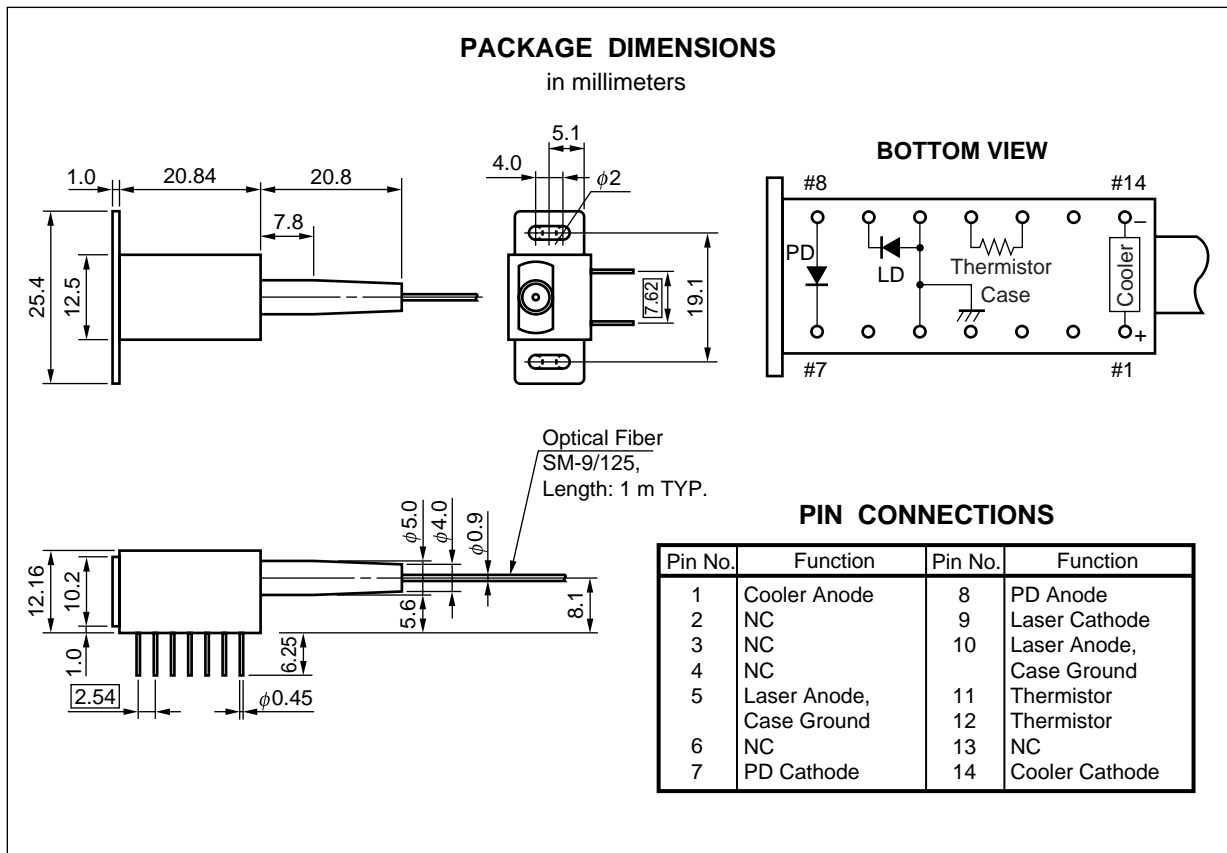 PACKAGE DIMENSIONS
in millimeters
1.0
20.84
20.8
7.8
25.4
12.5
5.1
4.0
φ2
7.62
19.1
BOTTOM VIEW
#8
#14
–
PD
LD
Thermistor
Case
Cooler
+
#7
#1
Optical Fiber
SM-9/125,
Length: 1 m TYP.
φ5.0
φ4.0
φ0.9
12.16
10.2
5.6
8.1
1.0
6.25
2.54
φ0.45
PIN CONNECTIONS
Pin No. Function Pin No. Function
1 Cooler Anode 8 PD Anode
2 NC 9 Laser Cathode
3 NC 10 Laser Anode,
4 NC Case Ground
5 Laser Anode, 11 Thermistor
Case Ground 12 Thermistor
6 NC 13 NC
7 PD Cathode 14 Cooler Cathode